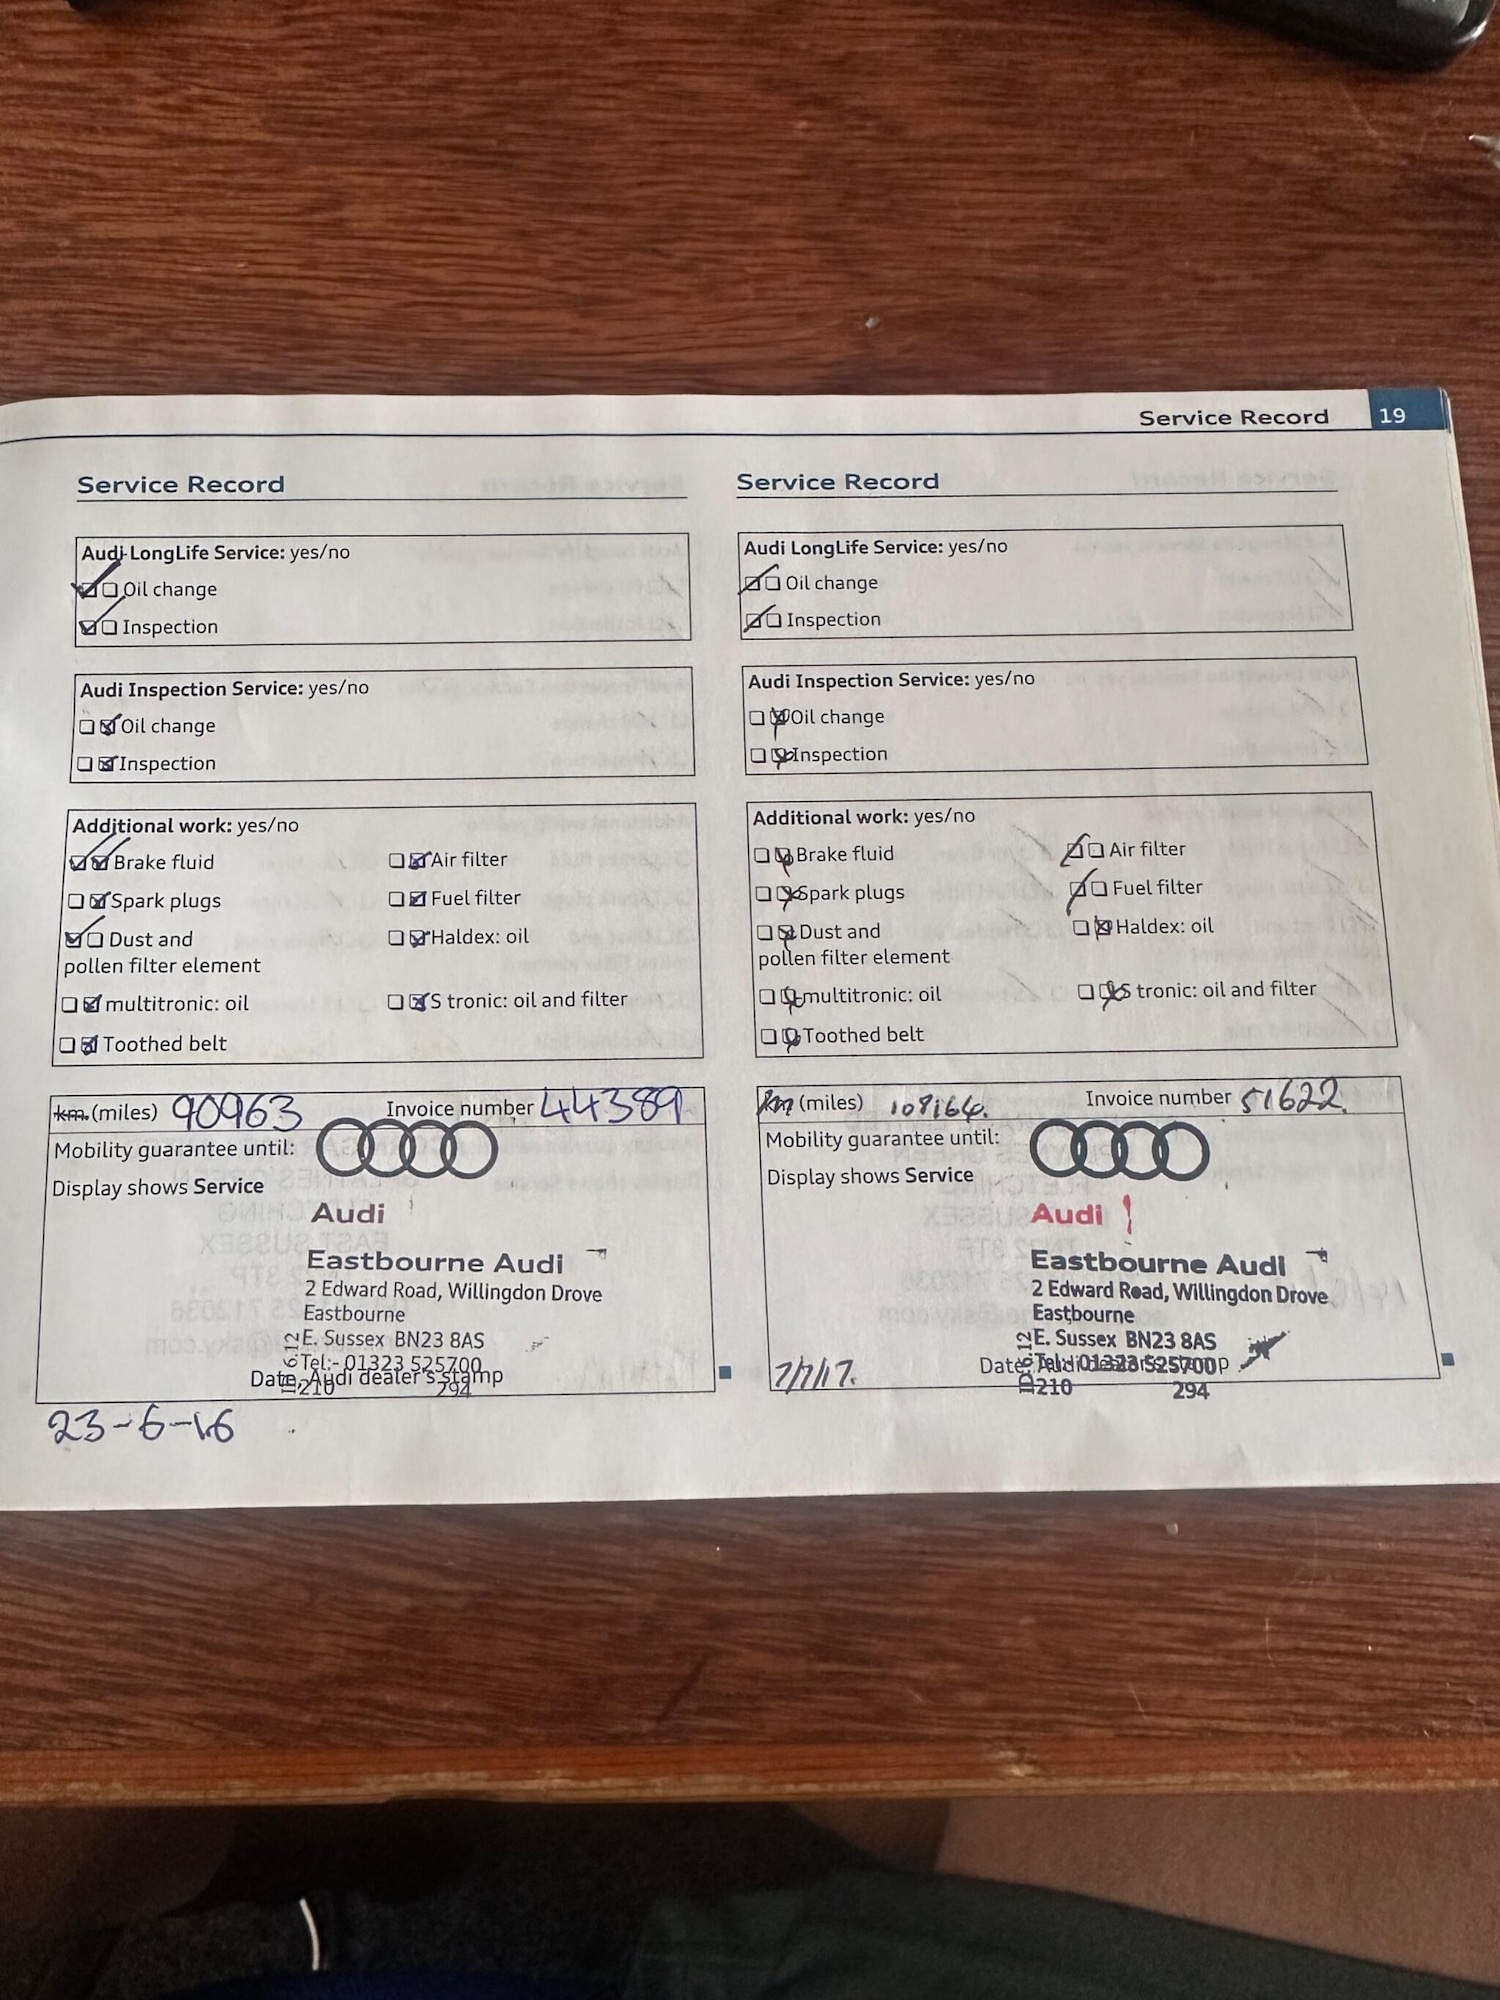 Service Record 19
Service Record
Audi LongLife Service: yes/no
Oil change
Inspection
Audi Inspection Service: yes/no
Oil change
Inspection
Additional work: yes/no
Brake fluid
Air filter
Spark plugs
Fuel filter
Dust and
pollen filter element
Haldex: oil
multitronic: oil
S tronic: oil and filter
Toothed belt
km. (miles) 90963 Invoice number 44389
Mobility guarantee until:
Display shows Service
Audi
Eastbourne Audi
2 Edward Road, Willingdon Drove
Eastbourne
E. Sussex BN23 8AS
Tel:- 01323 525700
Date, Audi dealer's stamp
210 294
23-6-16
Service Record
Audi LongLife Service: yes/no
Oil change
Inspection
Audi Inspection Service: yes/no
Oil change
Inspection
Additional work: yes/no
Brake fluid
Air filter
Spark plugs
Fuel filter
Dust and
pollen filter element
Haldex: oil
multitronic: oil
S tronic: oil and filter
Toothed belt
km (miles) 108164. Invoice number 51622.
Mobility guarantee until:
Display shows Service
Audi
Eastbourne Audi
2 Edward Road, Willingdon Drove
Eastbourne
E. Sussex BN23 8AS
Tel:- 01323 525700
7/7/17. Date, Audi dealer's stamp
210 294